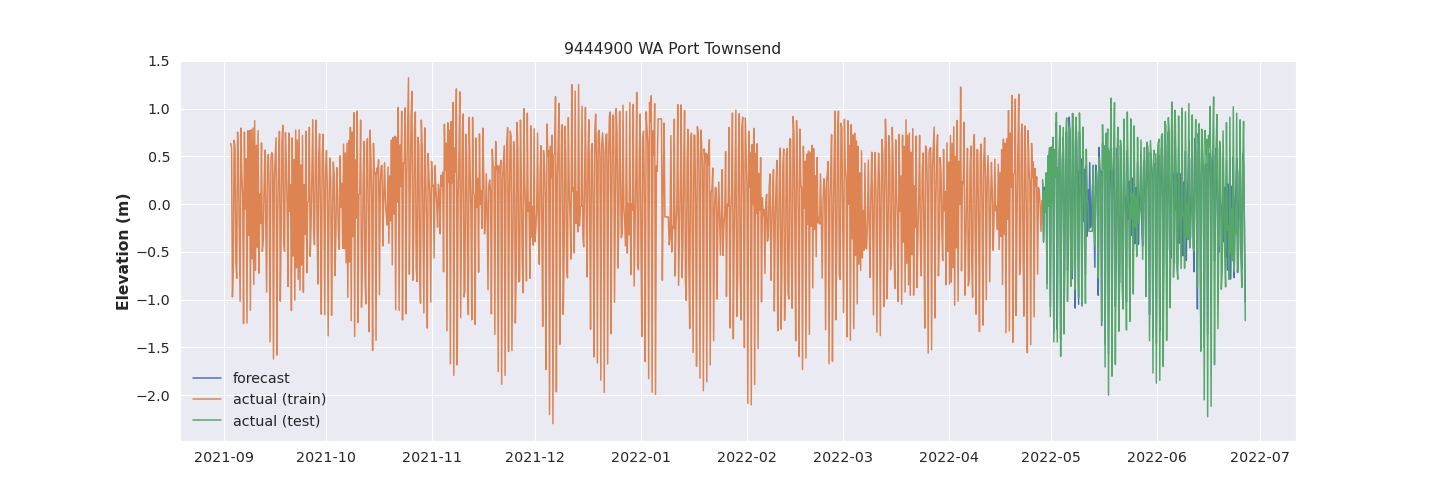 9444900 WA Port Townsend
Elevation (m)
1.5
1.0
0.5
0.0
−0.5
−1.0
−1.5
−2.0
forecast
actual (train)
actual (test)
2021-09 2021-10 2021-11 2021-12 2022-01 2022-02 2022-03 2022-04 2022-05 2022-06 2022-07